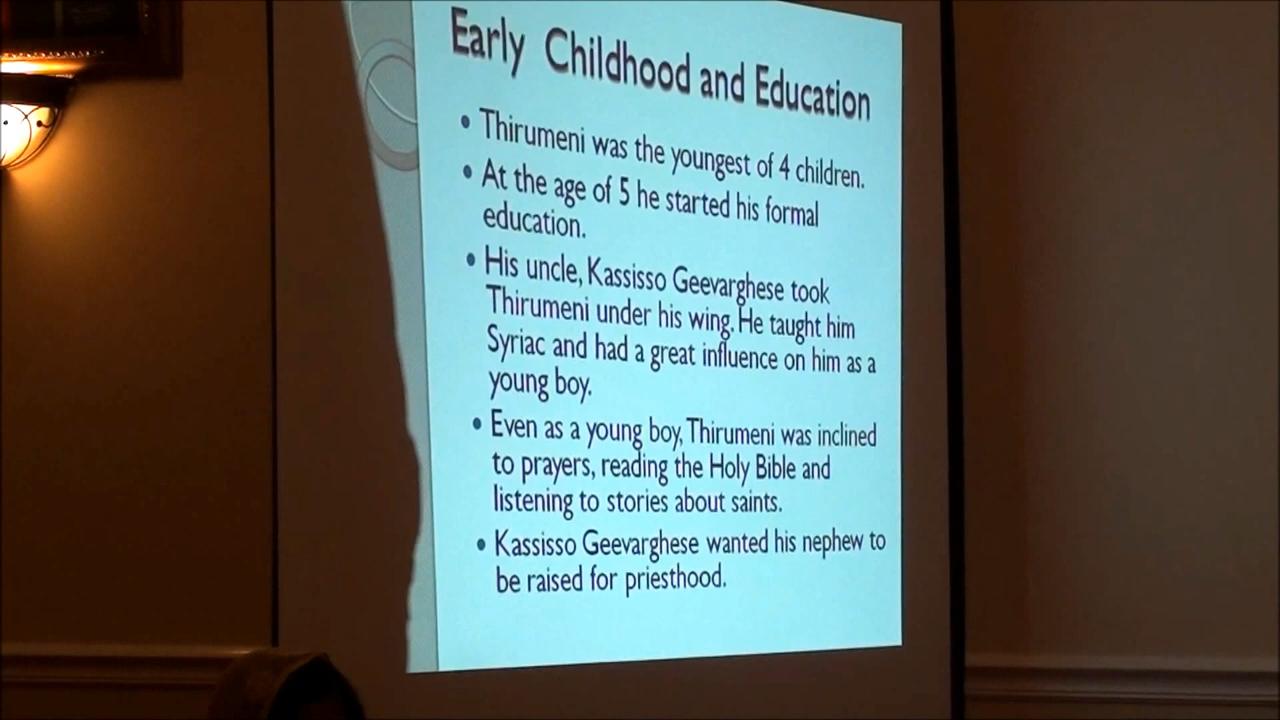 Early Childhood and Education
• Thirumeni was the youngest of 4 children.
• At the age of 5 he started his formal
education.
• His uncle, Kassisso Geevarghese took
Thirumeni under his wing. He taught him
Syriac and had a great influence on him as a
young boy.
• Even as a young boy, Thirumeni was inclined
to prayers, reading the Holy Bible and
listening to stories about saints.
• Kassisso Geevarghese wanted his nephew to
be raised for priesthood.